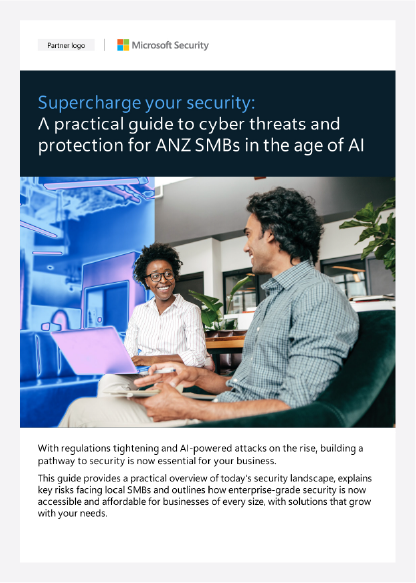 Partner logo
Microsoft Security
Supercharge your security:
A practical guide to cyber threats and
protection for ANZ SMBs in the age of AI
With regulations tightening and AI-powered attacks on the rise, building a
pathway to security is now essential for your business.
This guide provides a practical overview of today's security landscape, explains
key risks facing local SMBs and outlines how enterprise-grade security is now
accessible and affordable for businesses of every size, with solutions that grow
with your needs.